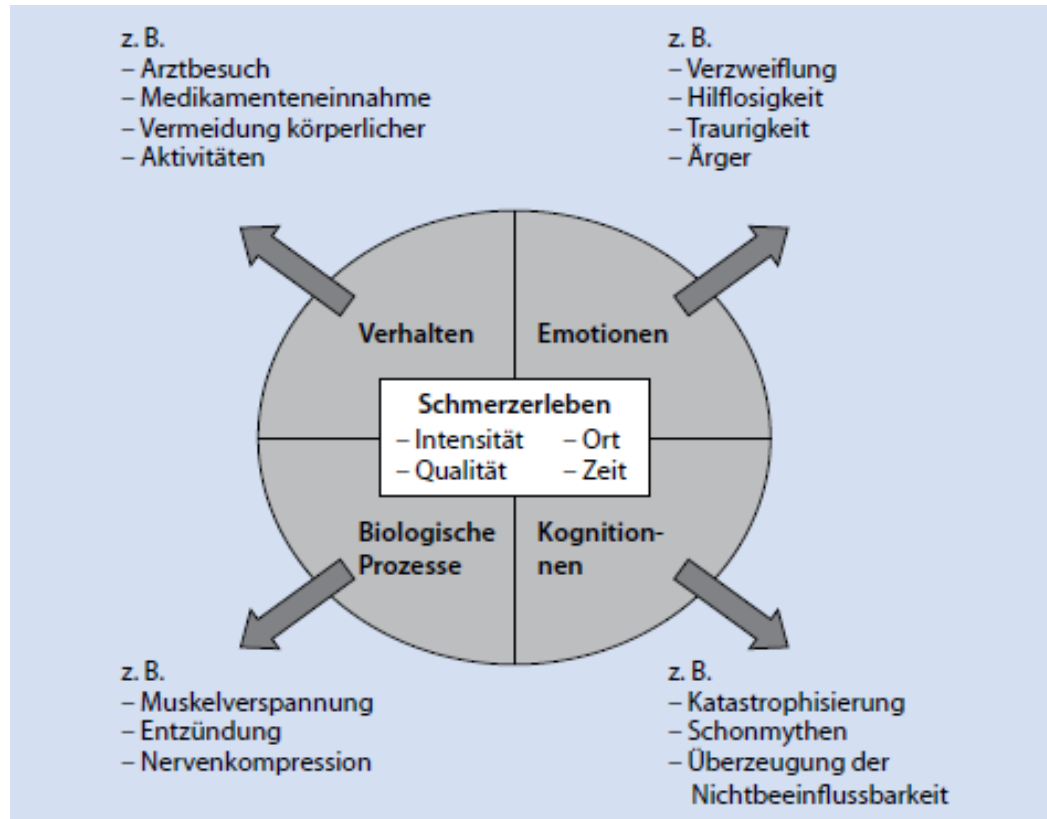 z. B.
– Arztbesuch
– Medikamenteneinnahme
– Vermeidung körperlicher
– Aktivitäten
z. B.
– Verzweiflung
– Hilflosigkeit
– Traurigkeit
– Ärger
Verhalten
Emotionen
Schmerzerleben
– Intensität – Ort
– Qualität – Zeit
Biologische
Prozesse
Kognition-
nen
z. B.
– Muskelverspannung
– Entzündung
– Nervenkompression
z. B.
– Katastrophisierung
– Schonmythen
– Überzeugung der
Nichtbeeinflussbarkeit